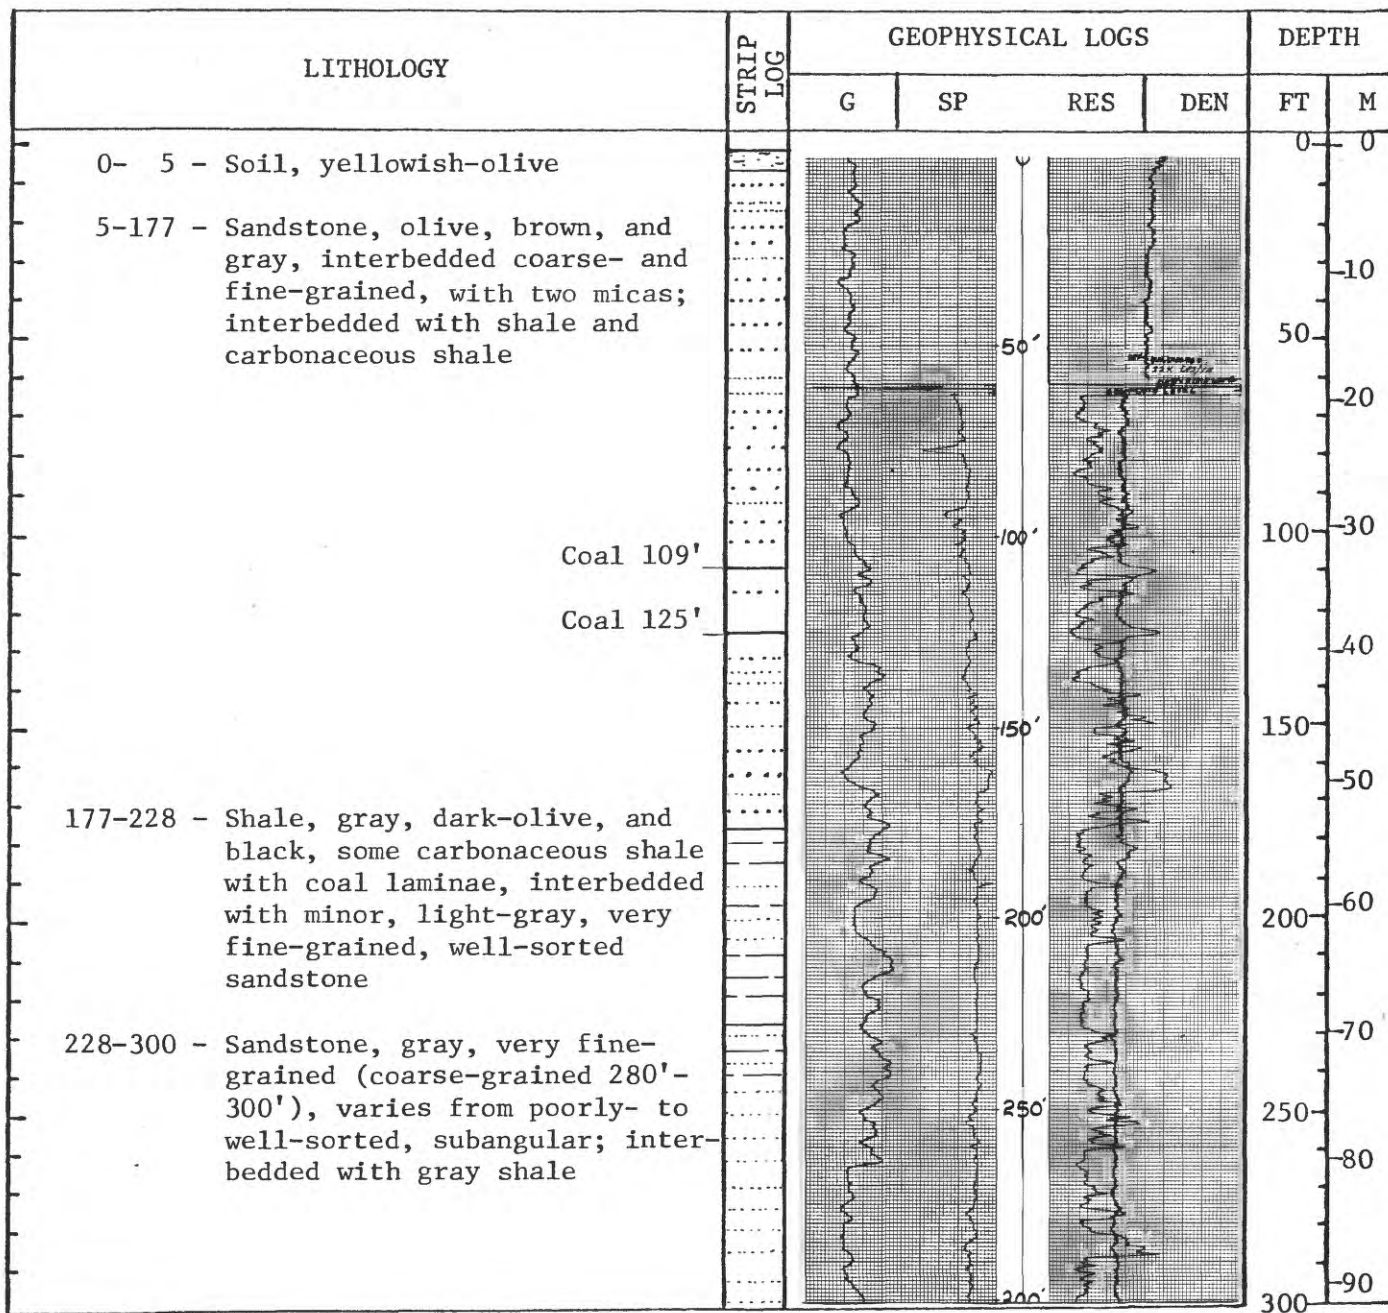 LITHOLOGY
STRIP LOG
GEOPHYSICAL LOGS
DEPTH
G SP RES DEN FT M
0- 5 - Soil, yellowish-olive
5-177 - Sandstone, olive, brown, and
gray, interbedded coarse- and
fine-grained, with two micas;
interbedded with shale and
carbonaceous shale
Coal 109'
Coal 125'
177-228 - Shale, gray, dark-olive, and
black, some carbonaceous shale
with coal laminae, interbedded
with minor, light-gray, very
fine-grained, well-sorted
sandstone
228-300 - Sandstone, gray, very fine-
grained (coarse-grained 280'-
300'), varies from poorly- to
well-sorted, subangular; inter-
bedded with gray shale
50'
100'
150'
200'
250'
0
50
100
150
200
250
300
0
10
20
30
40
50
60
70
80
90